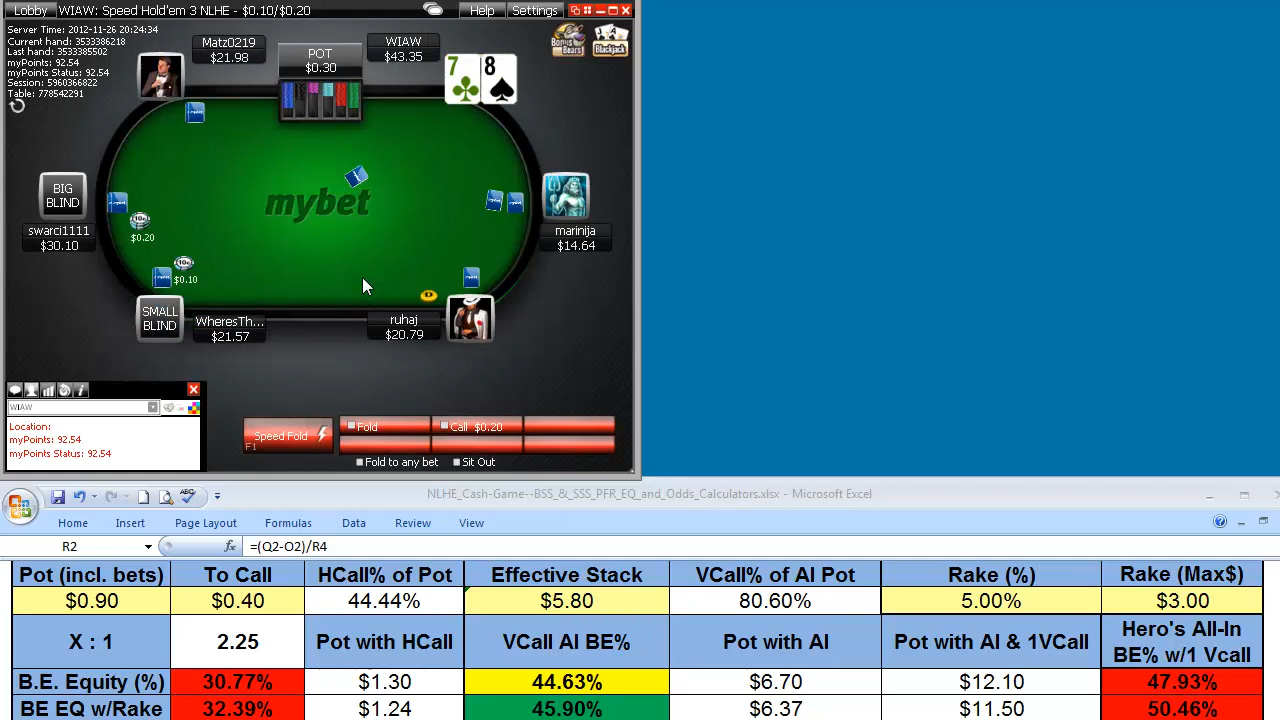 Lobby WIAW: Speed Hold'em 3 NLHE - $0.10/$0.20 Help Settings
Server Time: 2012-11-26 20:24:34
Current hand: 3533386218
Last hand: 3533385502
myPoints: 92.54
myPoints Status: 92.54
Session: 5960366822
Table: 778542291
Matz0219
$21.98
POT
$0.30
WIAW
$43.35
Bonus Bears
Blackjack
7 8
BIG
BLIND
swarci1111
$30.10
10c
$0.20
mybet
marinija
$14.64
10c
$0.10
D
SMALL
BLIND
WheresTh...
$21.57
ruhaj
$20.79
WIAW
Location:
myPoints: 92.54
myPoints Status: 92.54
Speed Fold
F1
Fold
Call $0.20
Fold to any bet Sit Out
NLHE_Cash-Game--BSS_&_SSS_PFR_EQ_and_Odds_Calculators.xlsx - Microsoft Excel
Home Insert Page Layout Formulas Data Review View
R2 fx =(Q2-O2)/R4
Pot (incl. bets) To Call HCall% of Pot Effective Stack VCall% of AI Pot Rake (%) Rake (Max$)
$0.90 $0.40 44.44% $5.80 80.60% 5.00% $3.00
X : 1 2.25 Pot with HCall VCall AI BE% Pot with AI Pot with AI & 1VCall Hero's All-In
BE% w/1 Vcall
B.E. Equity (%) 30.77% $1.30 44.63% $6.70 $12.10 47.93%
BE EQ w/Rake 32.39% $1.24 45.90% $6.37 $11.50 50.46%